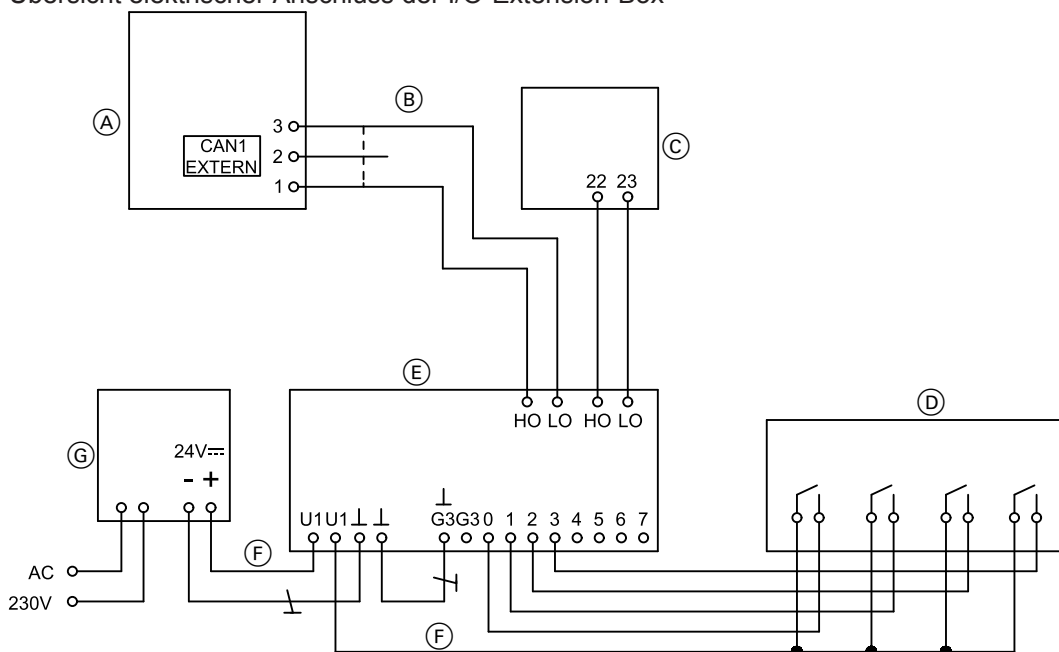 Übersicht elektrischer Anschluss der I/O Extension Box
A
B
CAN1
EXTERN
3
2
1
C
22 23
E
HO LO HO LO
D
G
24V
- +
U1 U1 ⊥ ⊥ ⊥
G3 G3 0 1 2 3 4 5 6 7
F
AC
230V
F